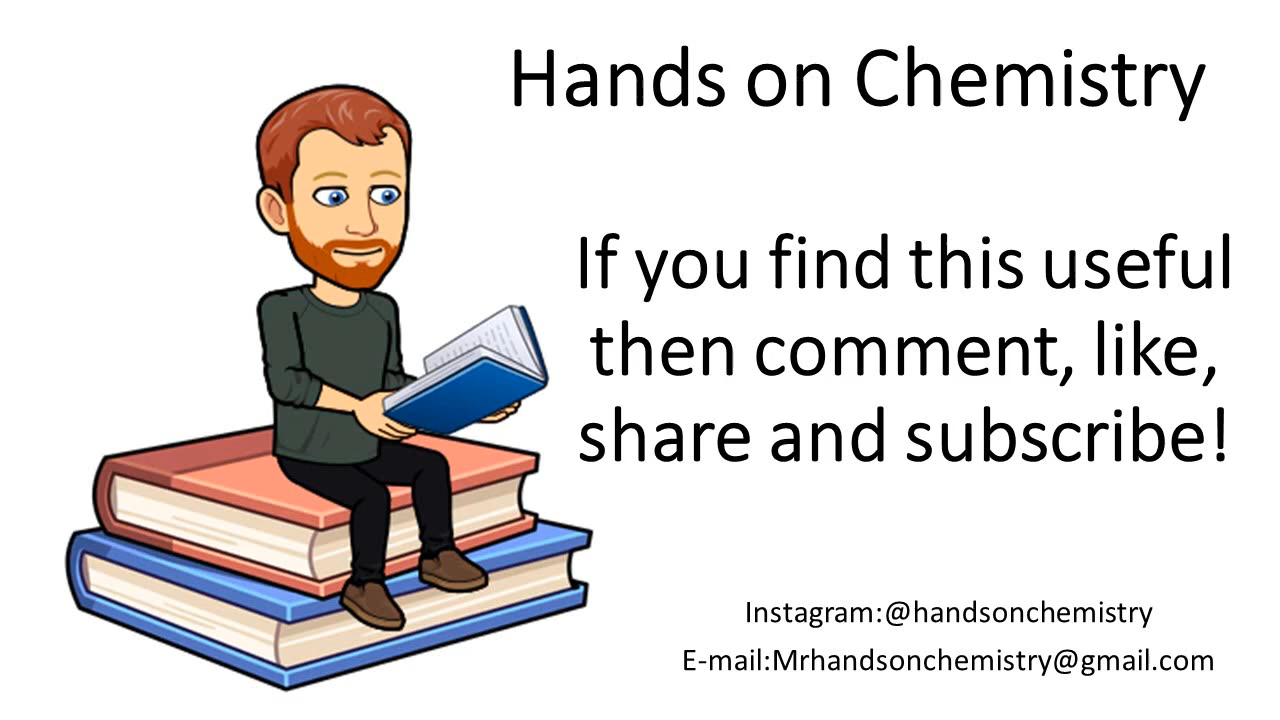 Hands on Chemistry
If you find this useful
then comment, like,
share and subscribe!
Instagram:@handsonchemistry
E-mail:Mrhandsonchemistry@gmail.com